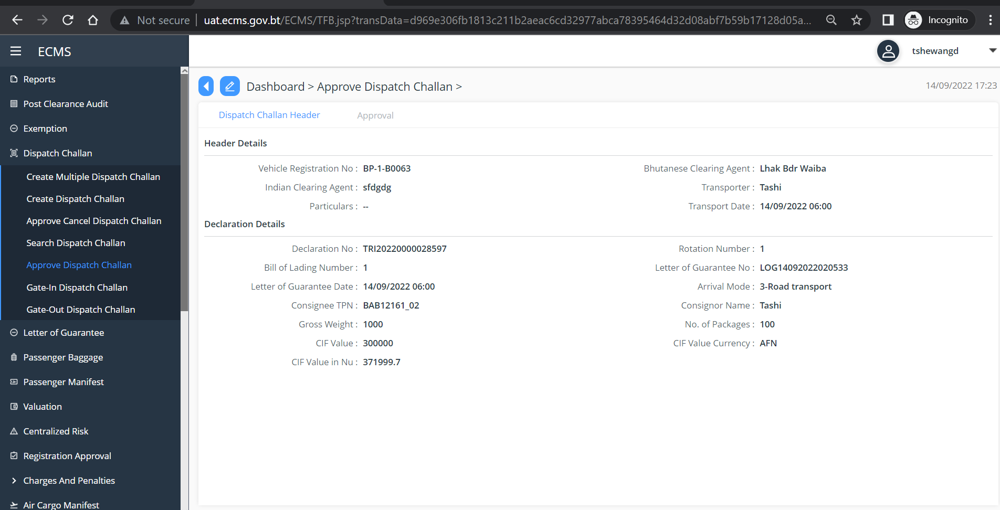 Not secure | uat.ecms.gov.bt/ECMS/TFB.jsp?transData=d969e306fb1813c211b2aeac6cd32977abca78395464d32d08abf7b59b17128d05a... Incognito
ECMS
tshewangd
Reports
Post Clearance Audit
Exemption
Dispatch Challan
Create Multiple Dispatch Challan
Create Dispatch Challan
Approve Cancel Dispatch Challan
Search Dispatch Challan
Approve Dispatch Challan
Gate-In Dispatch Challan
Gate-Out Dispatch Challan
Letter of Guarantee
Passenger Baggage
Passenger Manifest
Valuation
Centralized Risk
Registration Approval
Charges And Penalties
Air Cargo Manifest
Dashboard > Approve Dispatch Challan >
14/09/2022 17:23
Dispatch Challan Header Approval
Header Details
Vehicle Registration No : BP-1-B0063 Bhutanese Clearing Agent : Lhak Bdr Waiba
Indian Clearing Agent : sfdgdg Transporter : Tashi
Particulars : -- Transport Date : 14/09/2022 06:00
Declaration Details
Declaration No : TRI20220000028597 Rotation Number : 1
Bill of Lading Number : 1 Letter of Guarantee No : LOG14092022020533
Letter of Guarantee Date : 14/09/2022 06:00 Arrival Mode : 3-Road transport
Consignee TPN : BAB12161_02 Consignor Name : Tashi
Gross Weight : 1000 No. of Packages : 100
CIF Value : 300000 CIF Value Currency : AFN
CIF Value in Nu : 371999.7